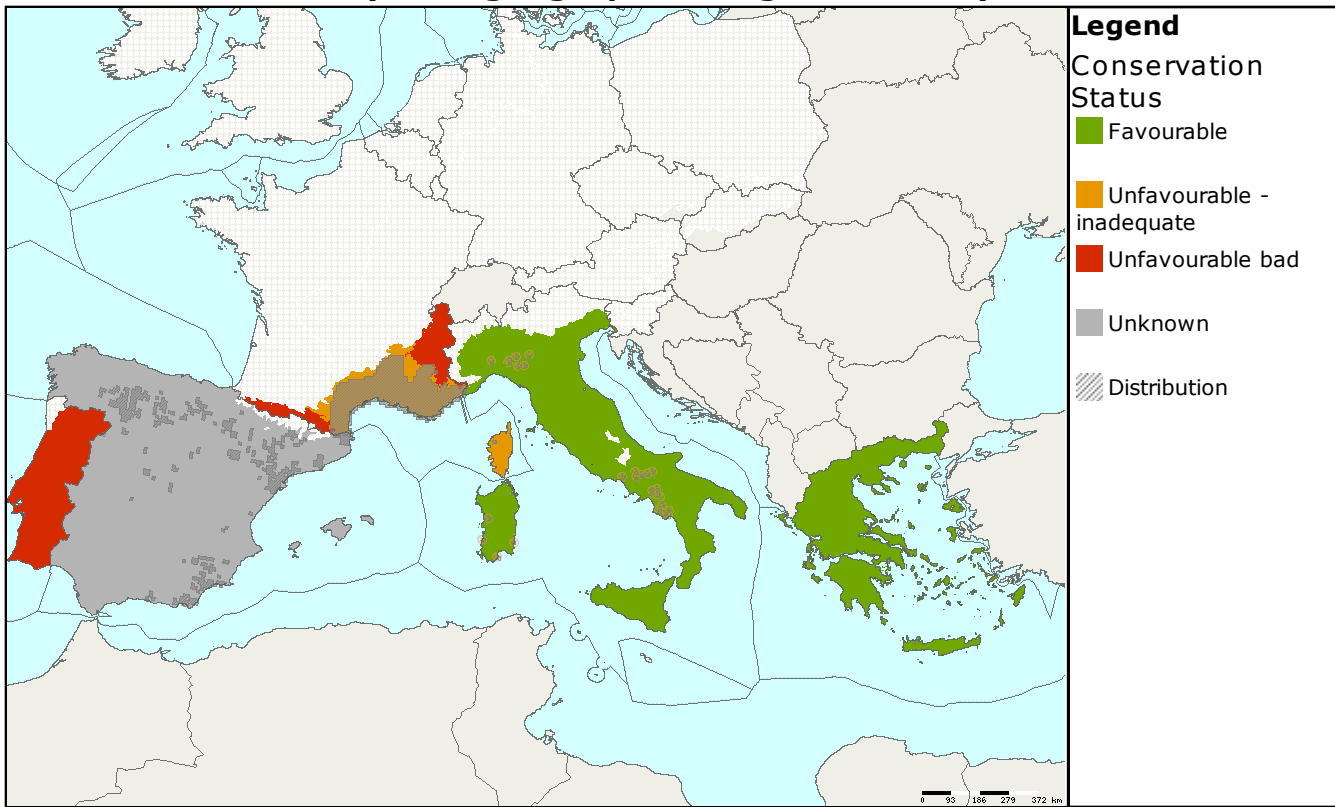 Legend
Conservation
Status
Favourable
Unfavourable -
inadequate
Unfavourable bad
Unknown
Distribution
0 93 186 279 372 km